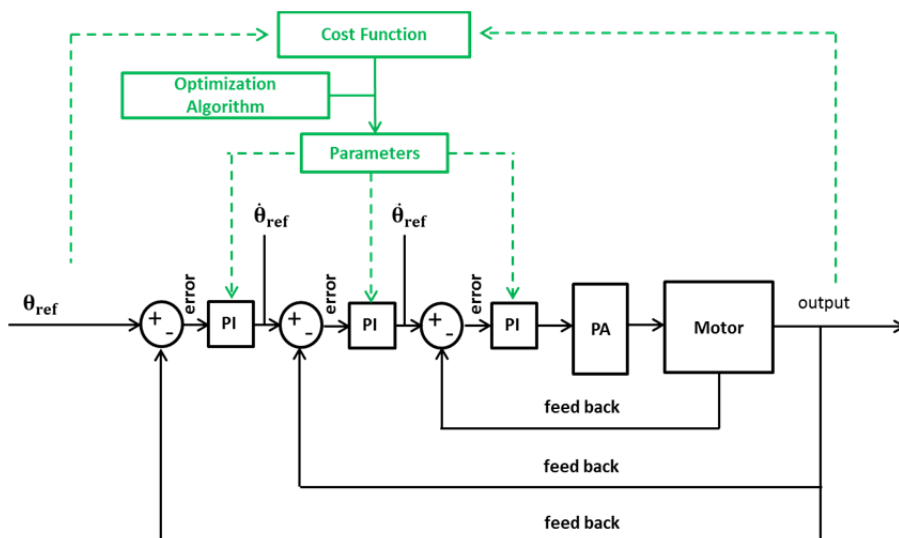 Cost Function
Optimization
Algorithm
Parameters
θ̇ref
θ̇ref
error
error
error
θref
output
+
-
PI
+
-
PI
+
-
PI
PA
Motor
feed back
feed back
feed back